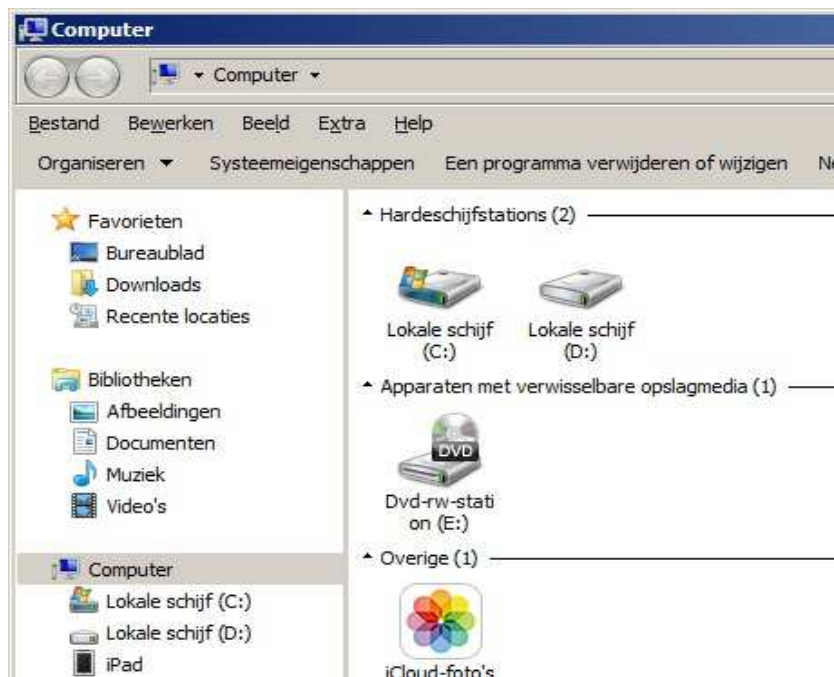 Computer
Computer
Bestand Bewerken Beeld Extra Help
Organiseren Systeemeigenschappen Een programma verwijderen of wijzigen
Favorieten
Bureaublad
Downloads
Recente locaties
Bibliotheken
Afbeeldingen
Documenten
Muziek
Video's
Computer
Lokale schijf (C:)
Lokale schijf (D:)
iPad
Hardeschijfstations (2)
Lokale schijf
(C:)
Lokale schijf
(D:)
Apparaten met verwisselbare opslagmedia (1)
DVD
Dvd-rw-stati
on (E:)
Overige (1)
iCloud-foto's